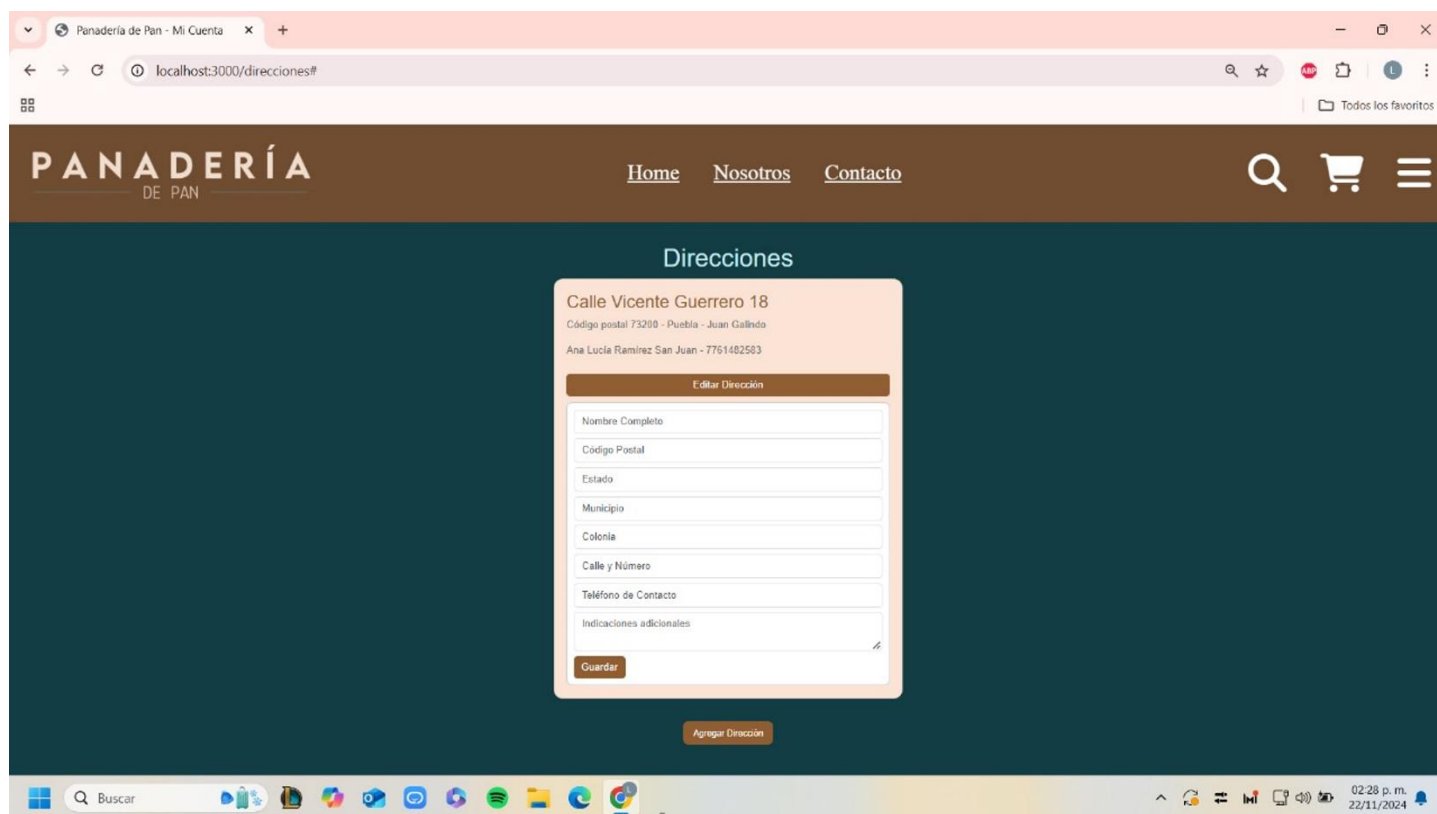 Panadería de Pan - Mi Cuenta
localhost:3000/direcciones#
ABP
L
Todos los favoritos
PANADERÍA
DE PAN
Home Nosotros Contacto
Direcciones
Calle Vicente Guerrero 18
Código postal 73200 - Puebla - Juan Galindo
Ana Lucía Ramírez San Juan - 7761482583
Editar Dirección
Nombre Completo
Código Postal
Estado
Municipio
Colonia
Calle y Número
Teléfono de Contacto
Indicaciones adicionales
Guardar
Agregar Dirección
Buscar
02:28 p. m.
22/11/2024